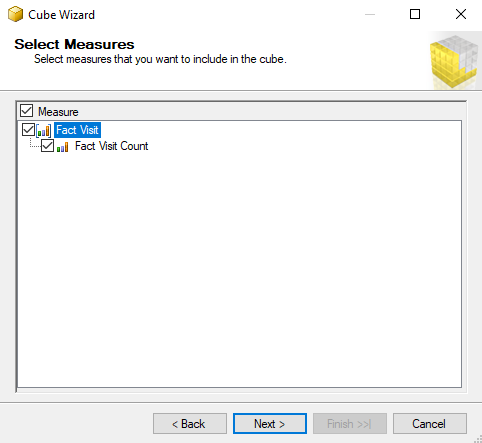 Cube Wizard
Select Measures
Select measures that you want to include in the cube.
Measure
Fact Visit
Fact Visit Count
< Back
Next >
Finish >>|
Cancel